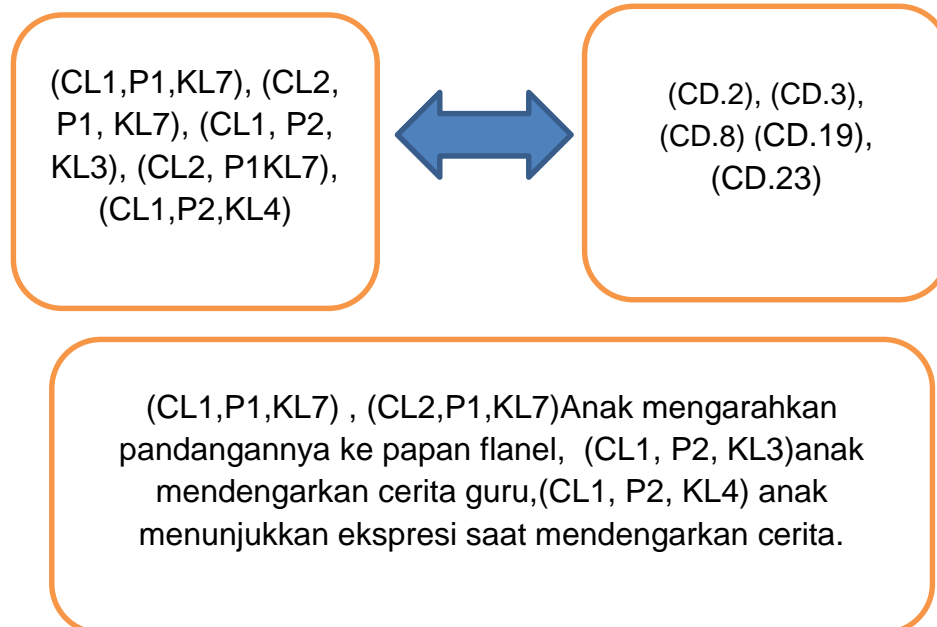 (CL1,P1,KL7), (CL2,
P1, KL7), (CL1, P2,
KL3), (CL2, P1KL7),
(CL1,P2,KL4)
(CD.2), (CD.3),
(CD.8) (CD.19),
(CD.23)
(CL1,P1,KL7) , (CL2,P1,KL7)Anak mengarahkan
pandangannya ke papan flanel, (CL1, P2, KL3)anak
mendengarkan cerita guru,(CL1, P2, KL4) anak
menunjukkan ekspresi saat mendengarkan cerita.